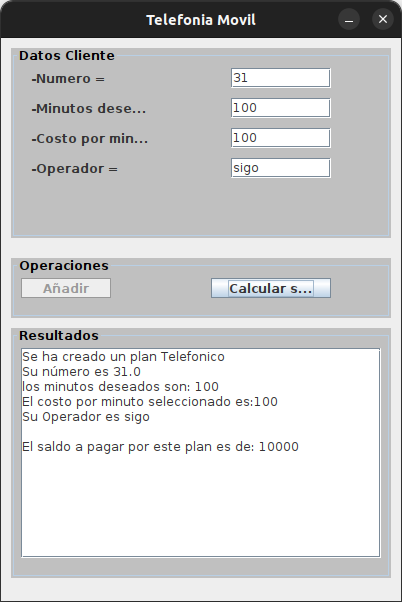 Telefonia Movil
Datos Cliente
-Numero = 31
-Minutos dese... 100
-Costo por min... 100
-Operador = sigo
Operaciones
Añadir Calcular s...
Resultados
Se ha creado un plan Telefonico
Su número es 31.0
los minutos deseados son: 100
El costo por minuto seleccionado es:100
Su Operador es sigo
El saldo a pagar por este plan es de: 10000